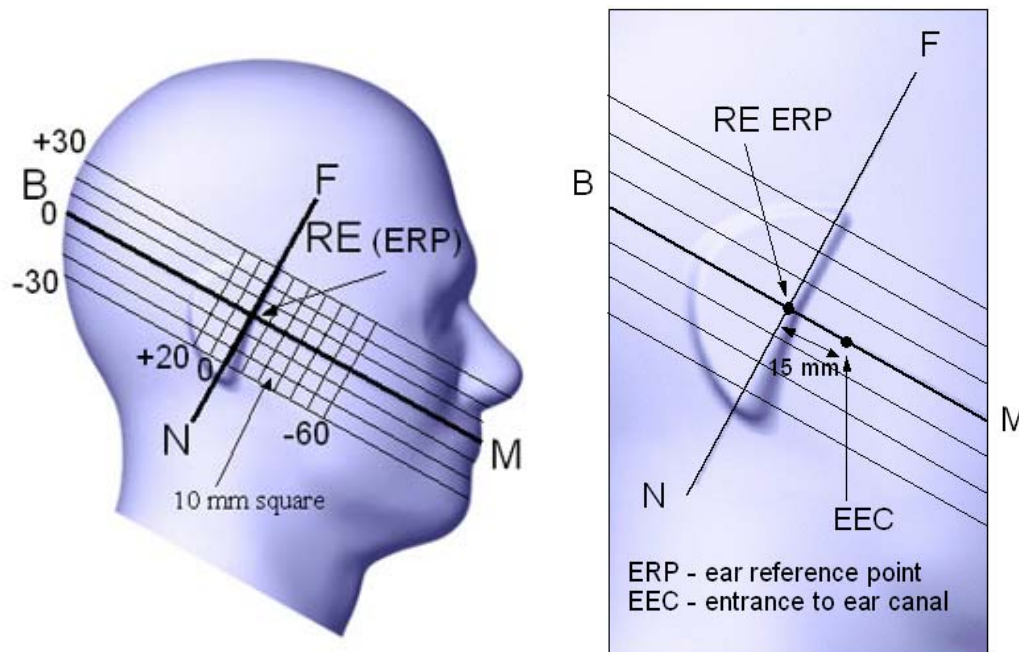 +30
B
0
-30
F
RE (ERP)
+20
0
N
-60
M
10 mm square
F
RE ERP
B
15 mm
M
N
EEC
ERP - ear reference point
EEC - entrance to ear canal